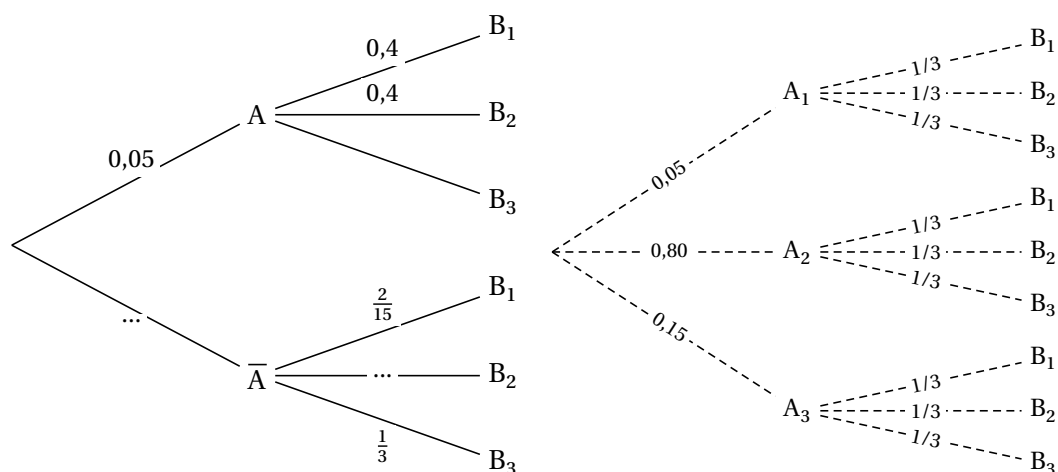 B₁
0,4
0,4
A
B₂
0,05
B₃
...
B₁
2/15
A̅
...
B₂
1/3
B₃
B₁
1/3
A₁
1/3
B₂
1/3
B₃
0,05
B₁
1/3
0,80
A₂
1/3
B₂
1/3
B₃
0,15
B₁
1/3
A₃
1/3
B₂
1/3
B₃